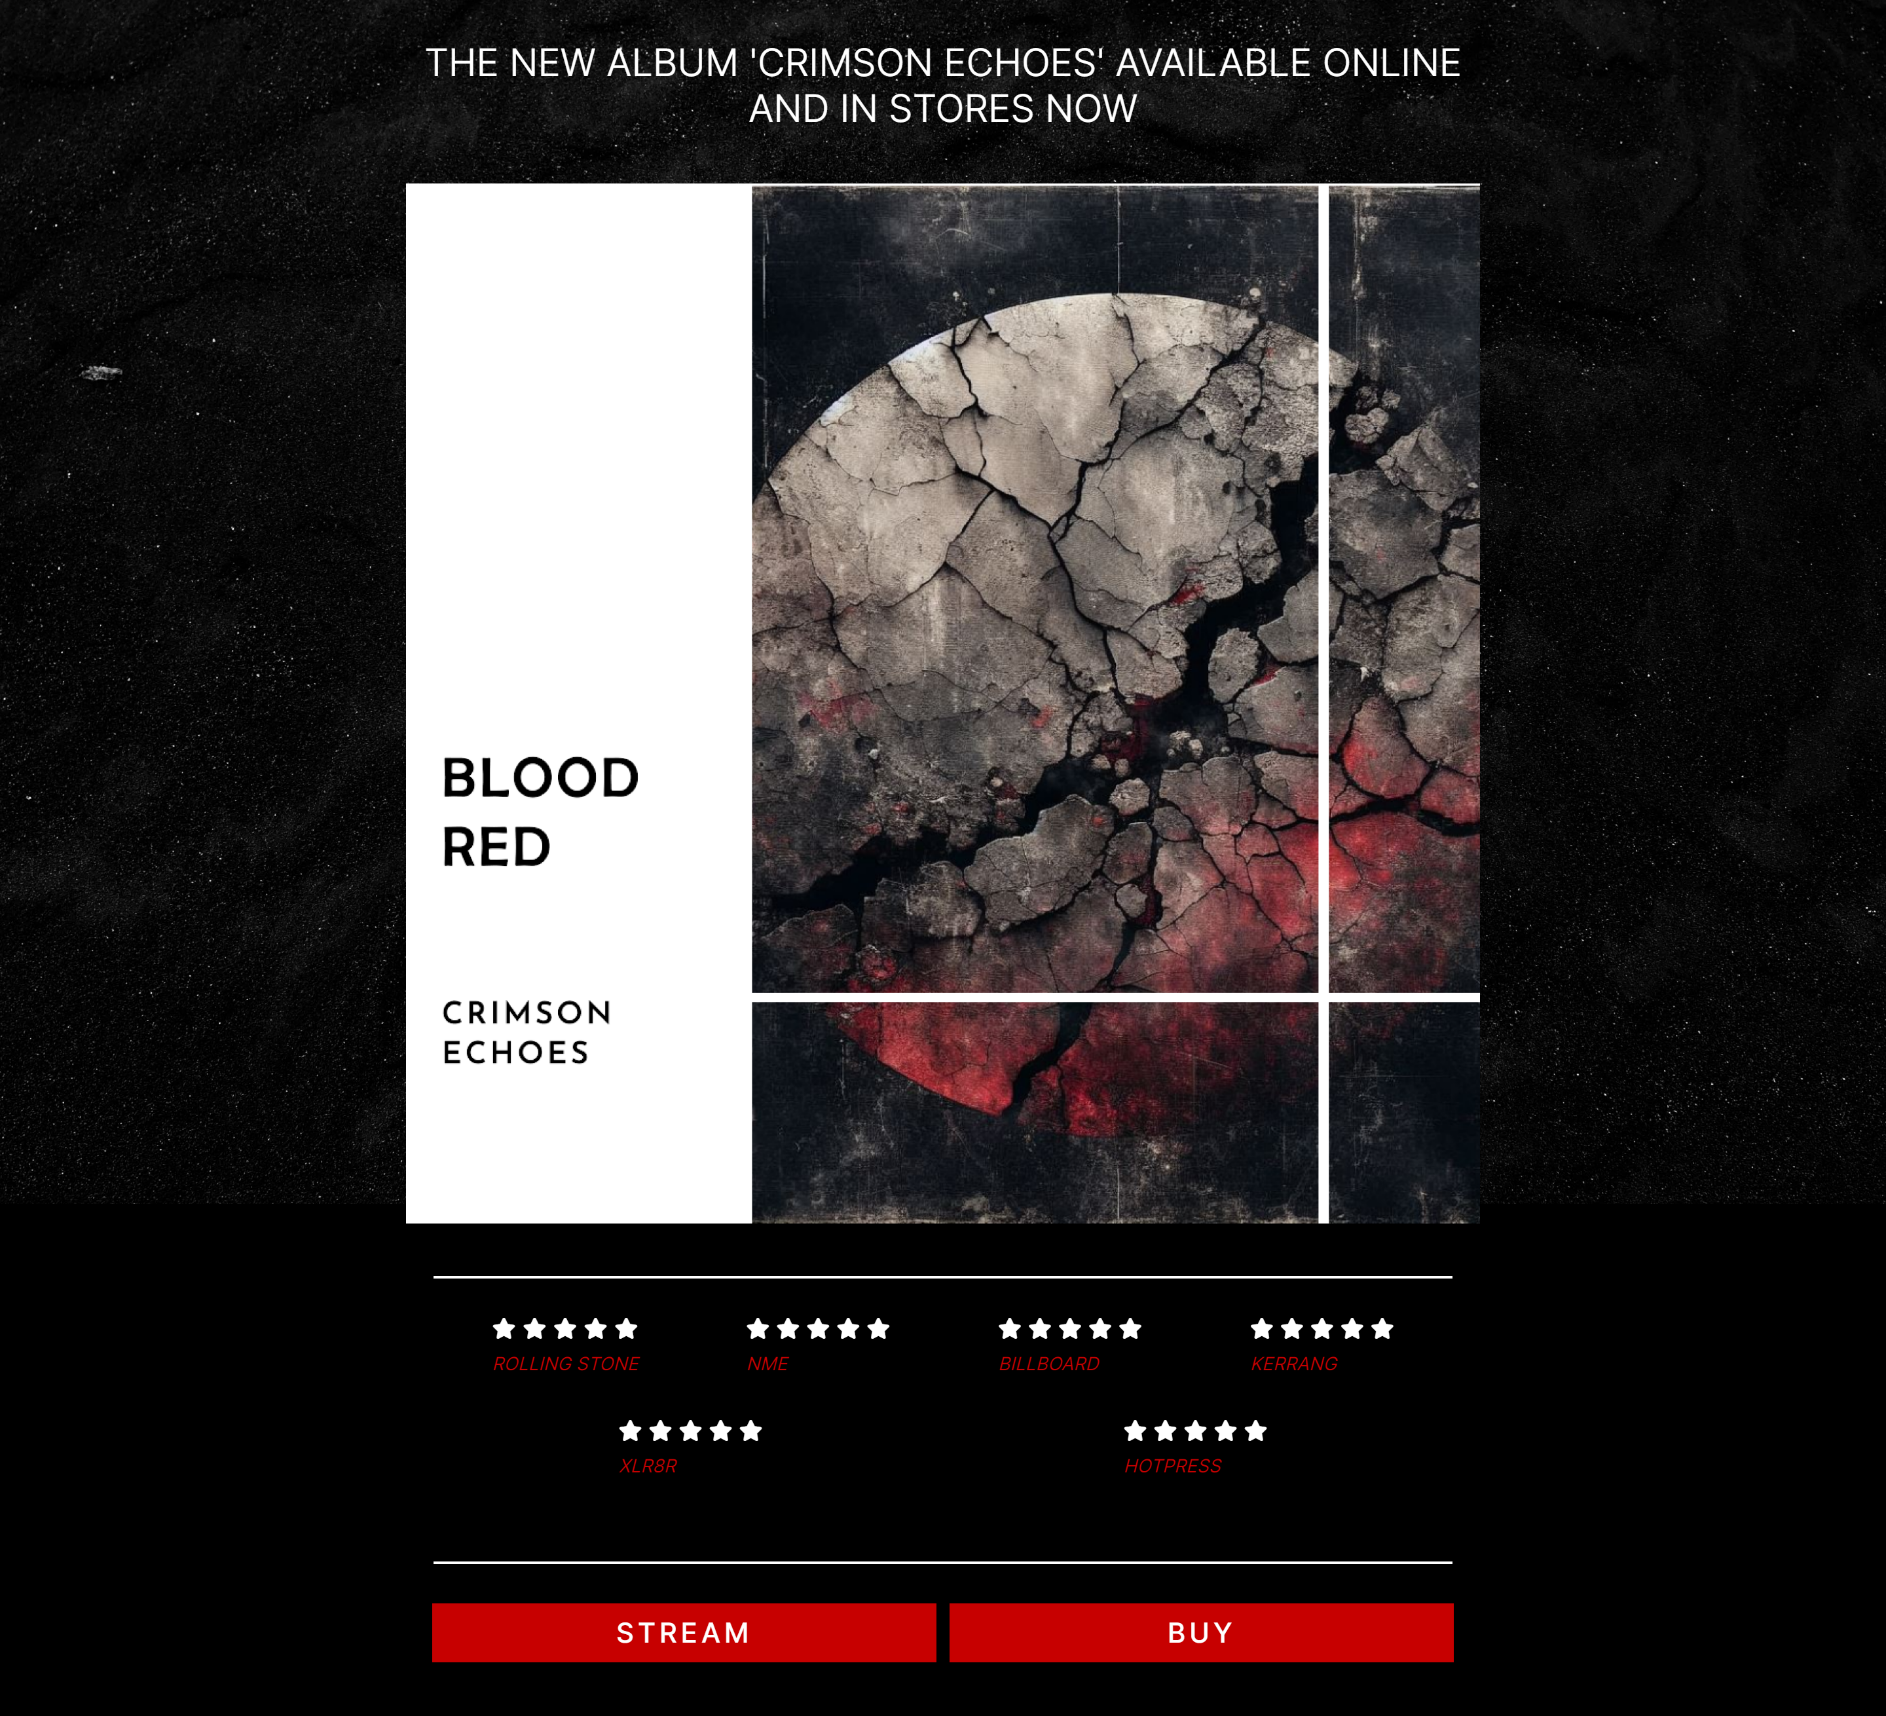 THE NEW ALBUM 'CRIMSON ECHOES' AVAILABLE ONLINE
AND IN STORES NOW
BLOOD
RED
CRIMSON
ECHOES
ROLLING STONE
NME
BILLBOARD
KERRANG
XLR8R
HOTPRESS
STREAM
BUY